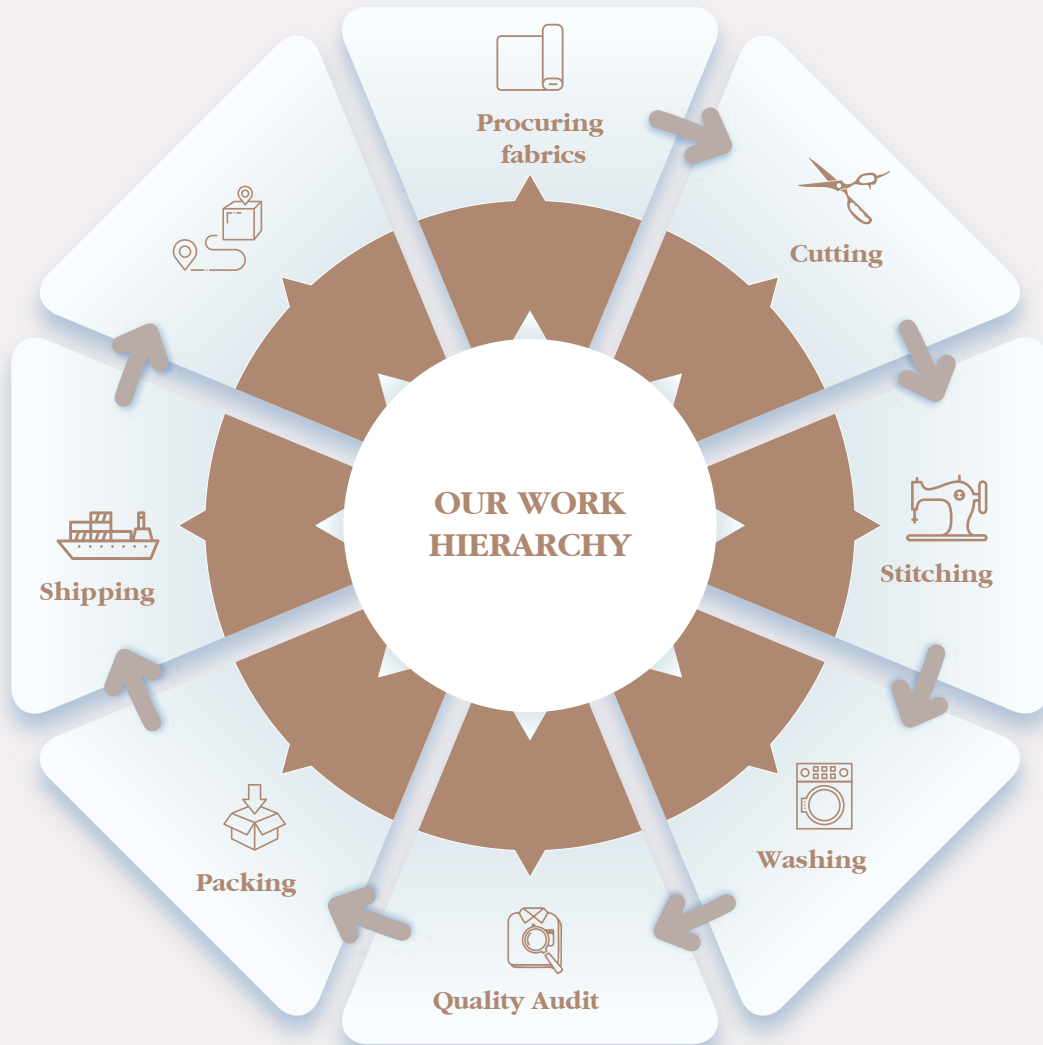 Procuring
fabrics
Cutting
Stitching
Washing
Quality Audit
Packing
Shipping
OUR WORK
HIERARCHY